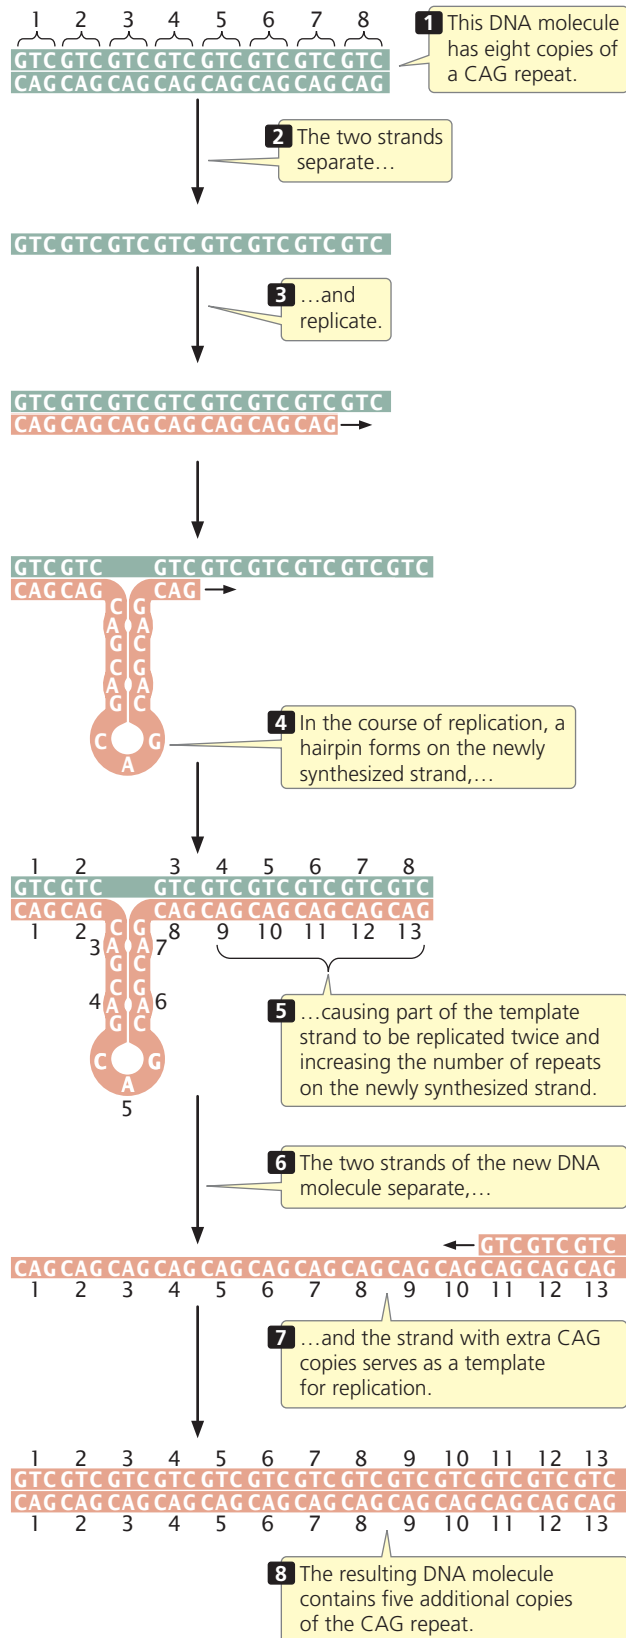 1 2 3 4 5 6 7 8
GTC GTC GTC GTC GTC GTC GTC GTC
CAG CAG CAG CAG CAG CAG CAG CAG
1 This DNA molecule
has eight copies of
a CAG repeat.
2 The two strands
separate…
GTC GTC GTC GTC GTC GTC GTC GTC
3 …and
replicate.
GTC GTC GTC GTC GTC GTC GTC GTC
CAG CAG CAG CAG CAG CAG CAG
GTC GTC GTC GTC GTC GTC GTC GTC
CAG CAG CAG
C G
A A
G C
C G
A A
G C
C G
A
4 In the course of replication, a
hairpin forms on the newly
synthesized strand,…
1 2 3 4 5 6 7 8
GTC GTC GTC GTC GTC GTC GTC GTC
CAG CAG CAG CAG CAG CAG CAG CAG
1 2 8 9 10 11 12 13
C G
3 A A 7
G C
C G
4 A A 6
G C
C G
A
5
5 …causing part of the template
strand to be replicated twice and
increasing the number of repeats
on the newly synthesized strand.
6 The two strands of the new DNA
molecule separate,…
GTC GTC GTC
CAG CAG CAG CAG CAG CAG CAG CAG CAG CAG CAG CAG CAG
1 2 3 4 5 6 7 8 9 10 11 12 13
7 …and the strand with extra CAG
copies serves as a template
for replication.
1 2 3 4 5 6 7 8 9 10 11 12 13
GTC GTC GTC GTC GTC GTC GTC GTC GTC GTC GTC GTC GTC
CAG CAG CAG CAG CAG CAG CAG CAG CAG CAG CAG CAG CAG
1 2 3 4 5 6 7 8 9 10 11 12 13
8 The resulting DNA molecule
contains five additional copies
of the CAG repeat.